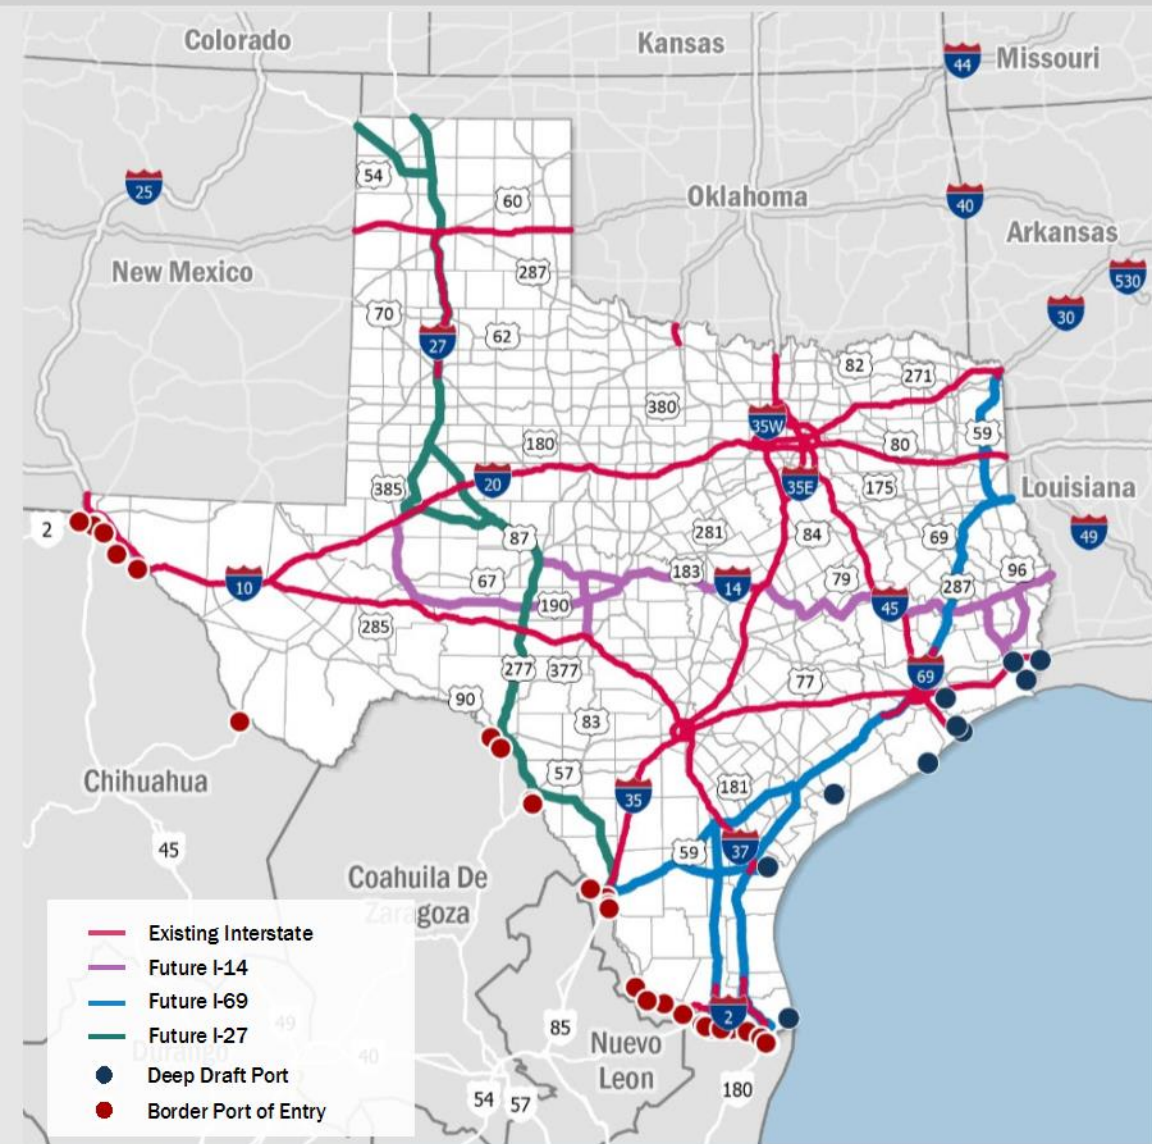 Colorado
Kansas
44
Missouri
54
25
60
Oklahoma
40
Arkansas
New Mexico
287
530
70
30
27
62
82
271
380
35W
59
180
80
385
20
35E
175
Louisiana
2
87
281
84
69
49
10
67
183
14
79
287
96
190
45
285
277
377
69
77
90
83
Chihuahua
57
35
181
45
59
37
Coahuila De
Zaragoza
Existing Interstate
Future I-14
Future I-69
2
49
85
Nuevo
Leon
Future I-27
Durango
40
Deep Draft Port
54
57
180
Border Port of Entry